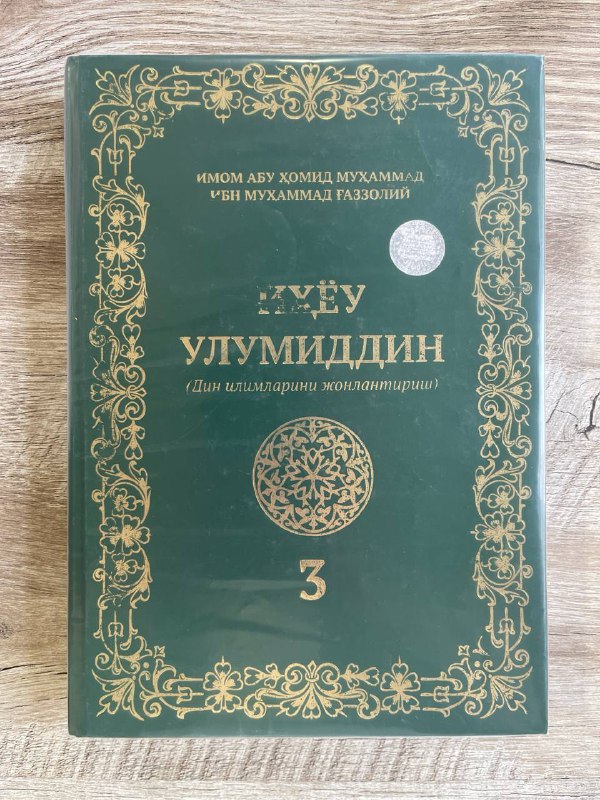 ИМОМ АБУ ҲОМИД МУҲАММАД
ИБН МУҲАММАД ҒАЗЗОЛИЙ
ИҲЁУ
УЛУМИДДИН
(Дин илмларини жонлантириш)
3